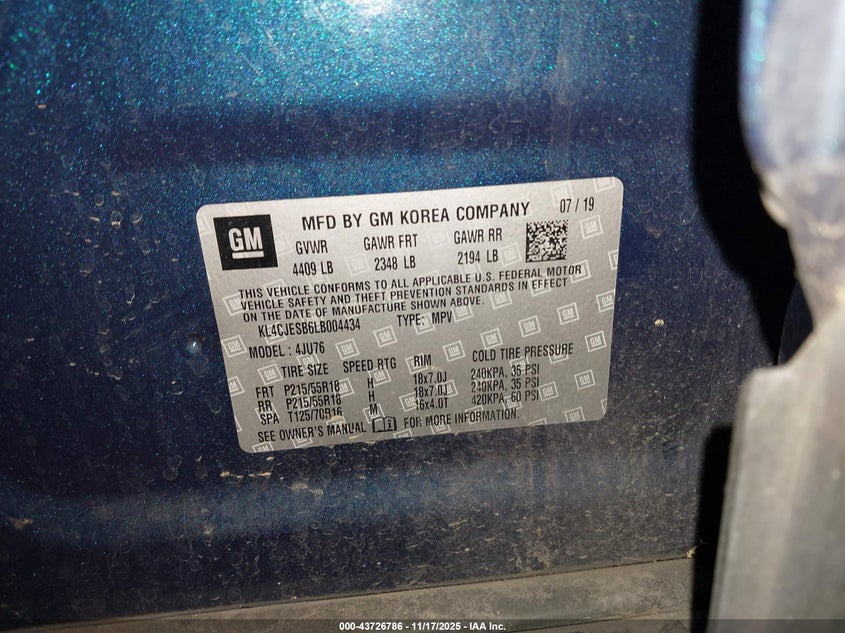 GM
MFD BY GM KOREA COMPANY 07 / 19
GVWR GAWR FRT GAWR RR
4409 LB 2348 LB 2194 LB
THIS VEHICLE CONFORMS TO ALL APPLICABLE U.S. FEDERAL MOTOR
VEHICLE SAFETY AND THEFT PREVENTION STANDARDS IN EFFECT
ON THE DATE OF MANUFACTURE SHOWN ABOVE.
KL4CJESB6LB004434 TYPE: MPV
MODEL: 4JU76
TIRE SIZE SPEED RTG RIM COLD TIRE PRESSURE
FRT P215/55R18 H 18x7.0J 240KPA, 35 PSI
RR P215/55R18 H 18x7.0J 240KPA, 35 PSI
SPA T125/70R16 M 16x4.0T 420KPA, 60 PSI
SEE OWNER'S MANUAL FOR MORE INFORMATION.
000-43726786 - 11/17/2025 - IAA Inc.